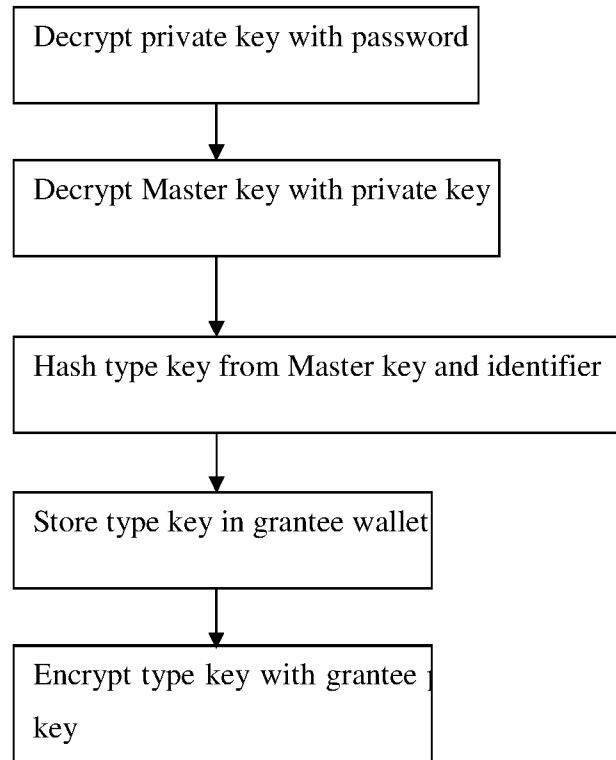 Decrypt private key with password
Decrypt Master key with private key
Hash type key from Master key and identifier
Store type key in grantee wallet
Encrypt type key with grantee
key